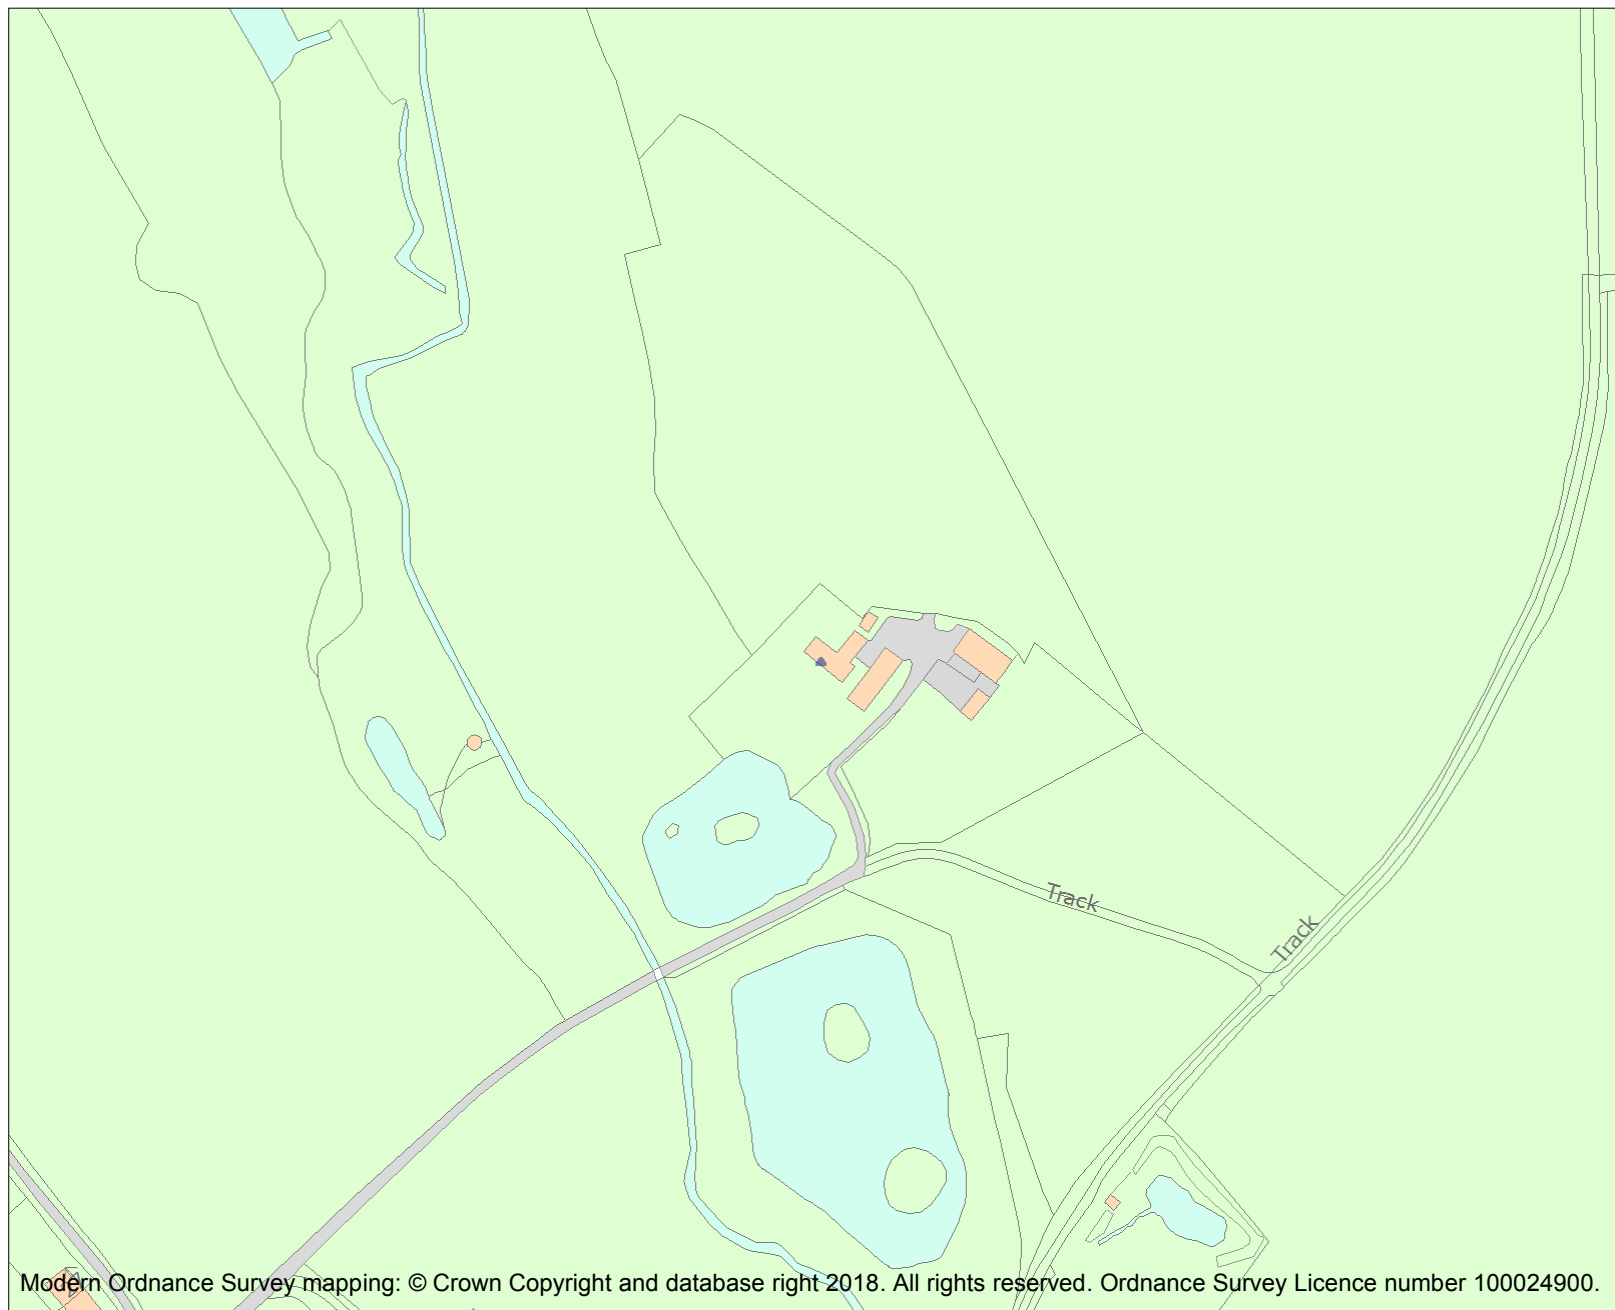 Track
Track
Modern Ordnance Survey mapping: © Crown Copyright and database right 2018. All rights reserved. Ordnance Survey Licence number 100024900.